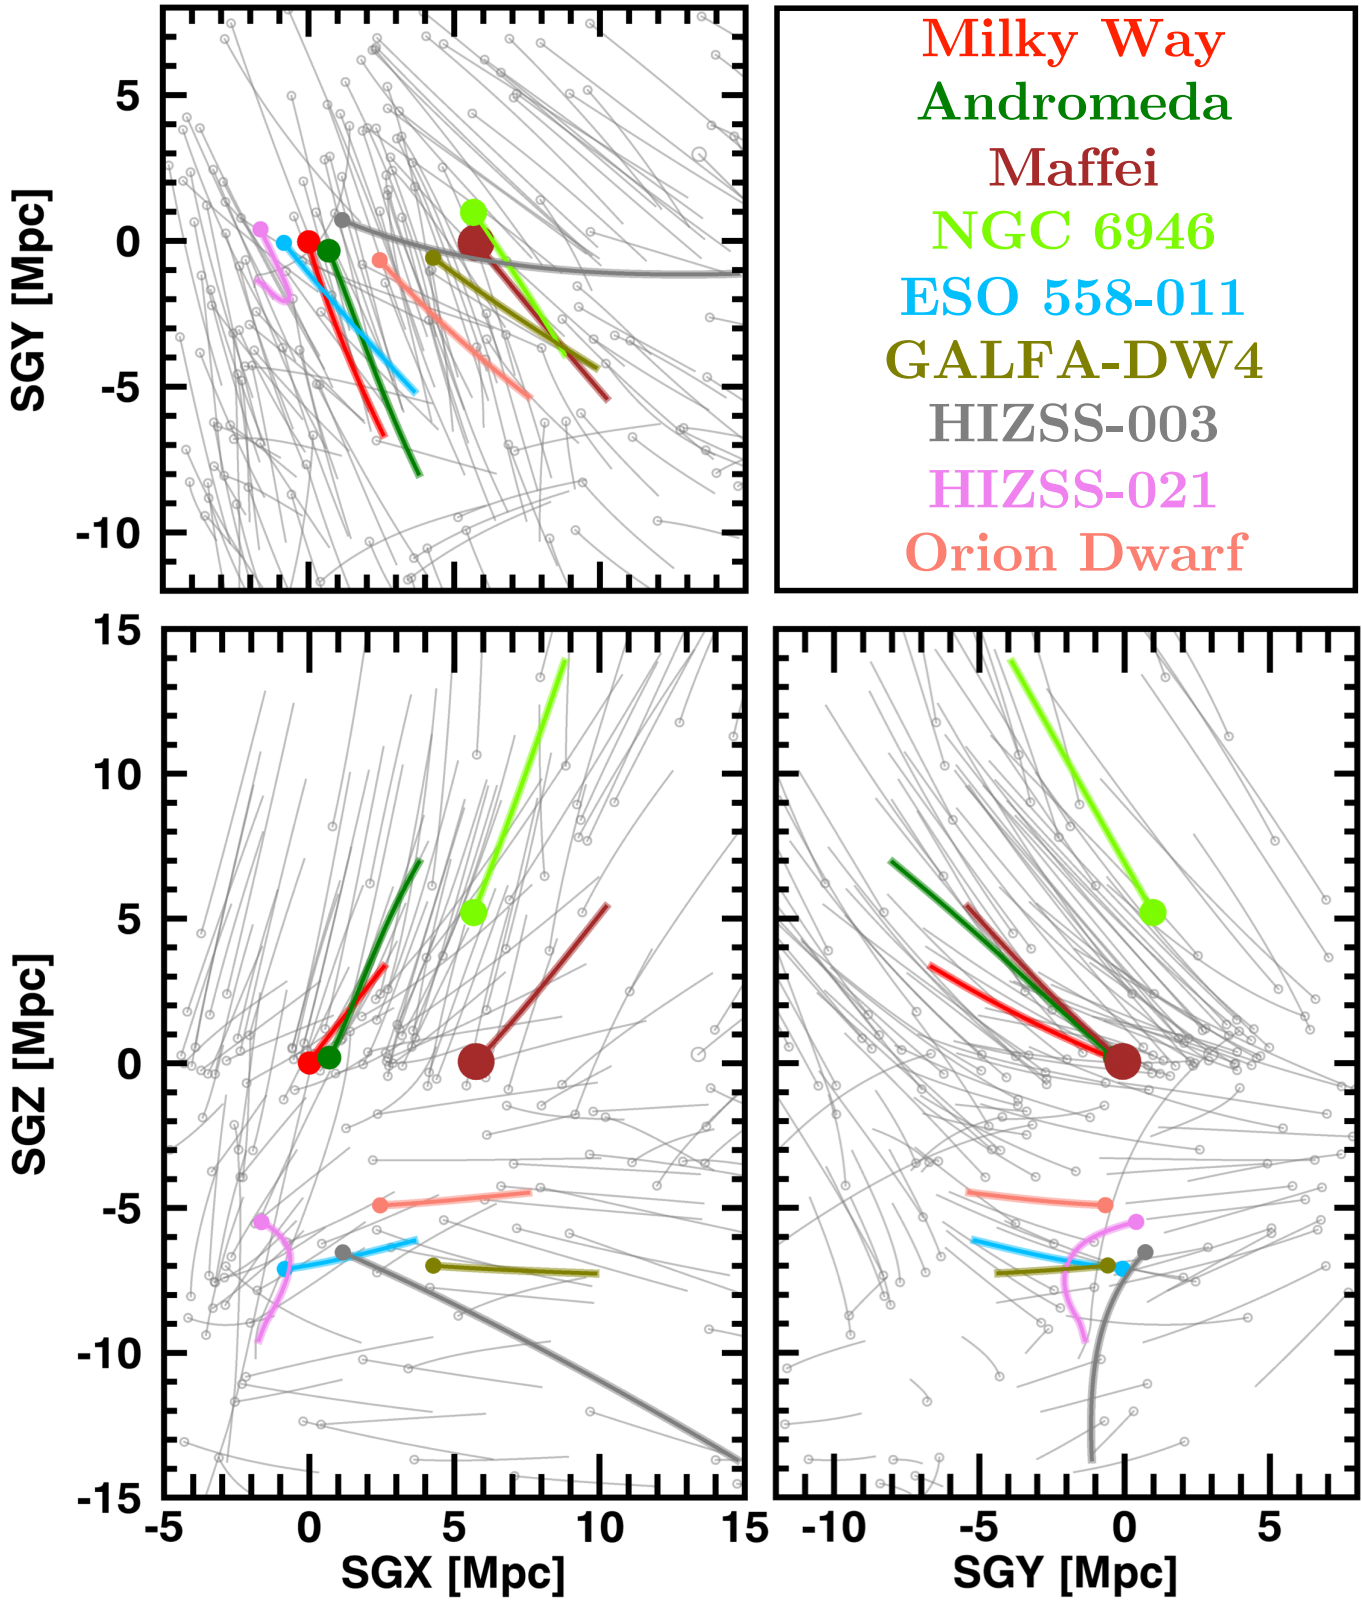 5
0
-5
-10
SGY [Mpc]
Milky Way
Andromeda
Maffei
NGC 6946
ESO 558-011
GALFA-DW4
HIZSS-003
HIZSS-021
Orion Dwarf
15
10
5
0
-5
-10
-15
SGZ [Mpc]
-5 0 5 10 15
SGX [Mpc]
-10 -5 0 5
SGY [Mpc]